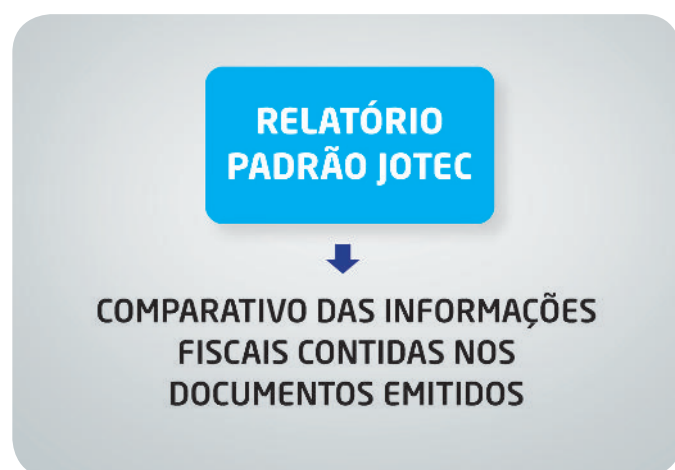 RELATÓRIO
PADRÃO JOTEC
COMPARATIVO DAS INFORMAÇÕES
FISCAIS CONTIDAS NOS
DOCUMENTOS EMITIDOS